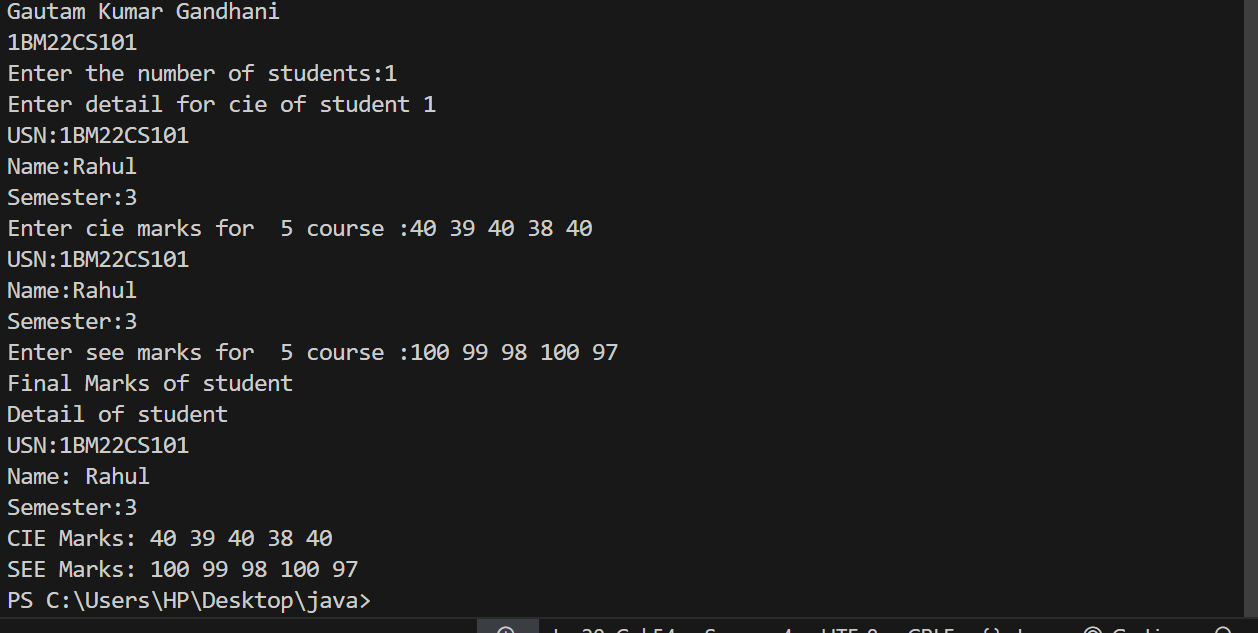 Gautam Kumar Gandhani
1BM22CS101
Enter the number of students:1
Enter detail for cie of student 1
USN:1BM22CS101
Name:Rahul
Semester:3
Enter cie marks for  5 course :40 39 40 38 40
USN:1BM22CS101
Name:Rahul
Semester:3
Enter see marks for  5 course :100 99 98 100 97
Final Marks of student
Detail of student
USN:1BM22CS101
Name: Rahul
Semester:3
CIE Marks: 40 39 40 38 40
SEE Marks: 100 99 98 100 97
PS C:\Users\HP\Desktop\java>